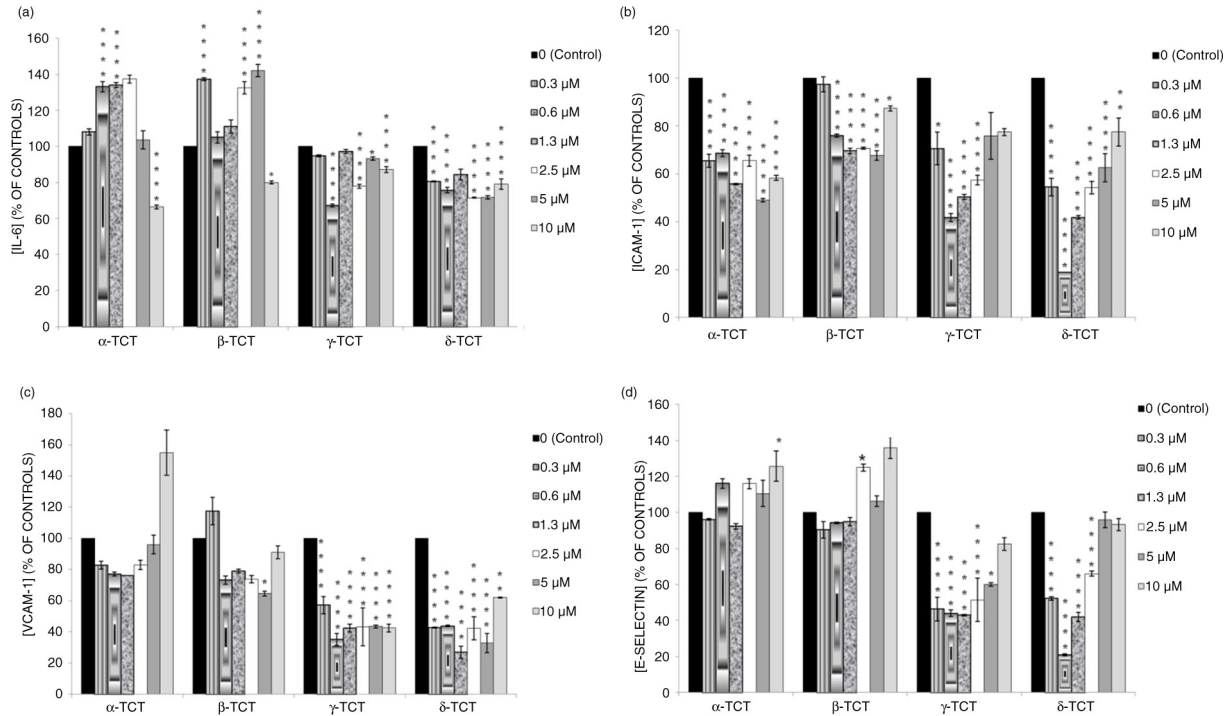 (a)
[IL-6] (% OF CONTROLS)
160
140
120
100
80
60
40
20
0
α-TCT
β-TCT
γ-TCT
δ-TCT
0 (Control)
0.3 µM
0.6 µM
1.3 µM
2.5 µM
5 µM
10 µM
(b)
[ICAM-1] (% OF CONTROLS)
120
100
80
60
40
20
0
α-TCT
β-TCT
γ-TCT
δ-TCT
0 (Control)
0.3 µM
0.6 µM
1.3 µM
2.5 µM
5 µM
10 µM
(c)
[VCAM-1] (% OF CONTROLS)
180
160
140
120
100
80
60
40
20
0
α-TCT
β-TCT
γ-TCT
δ-TCT
0 (Control)
0.3 µM
0.6 µM
1.3 µM
2.5 µM
5 µM
10 µM
(d)
[E-SELECTIN] (% OF CONTROLS)
160
140
120
100
80
60
40
20
0
α-TCT
β-TCT
γ-TCT
δ-TCT
0 (Control)
0.3 µM
0.6 µM
1.3 µM
2.5 µM
5 µM
10 µM